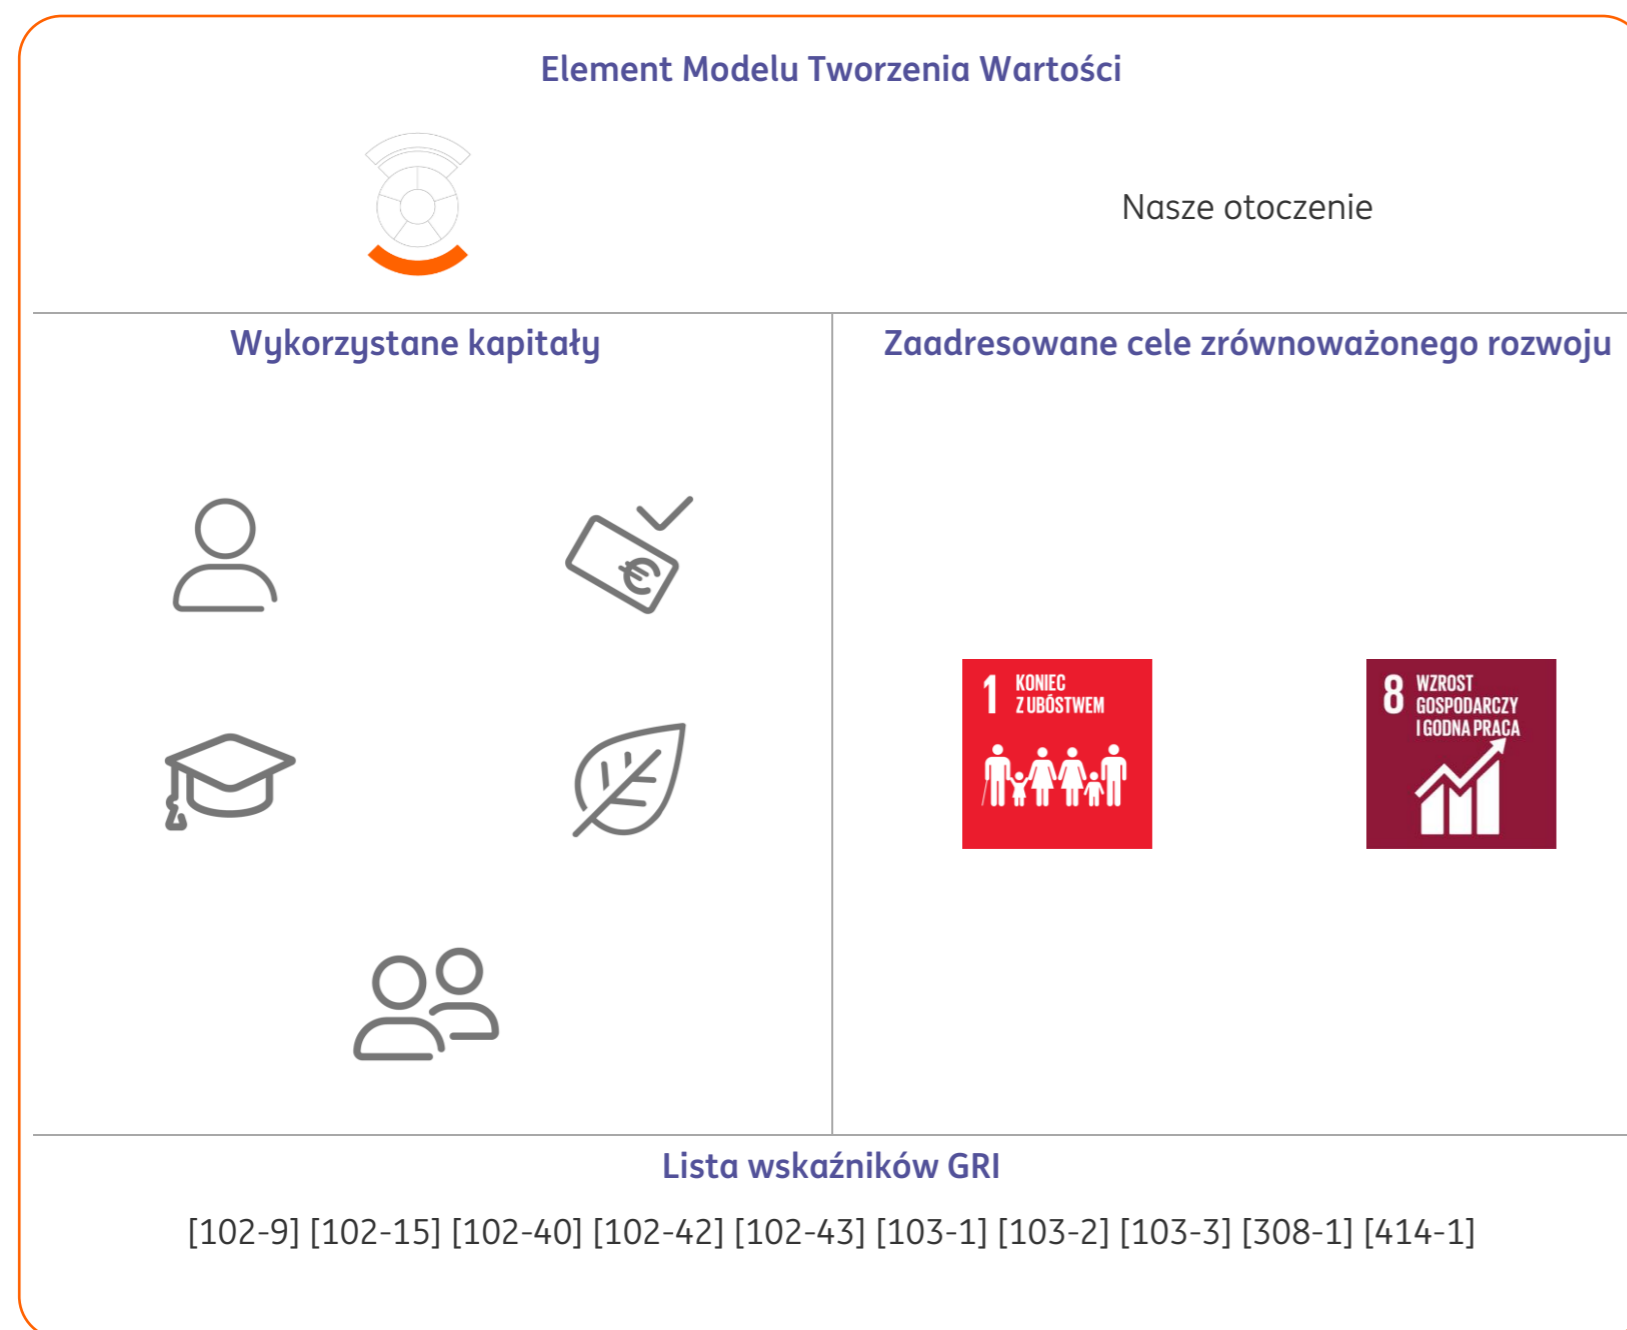 Element Modelu Tworzenia Wartości
Nasze otoczenie
Wykorzystane kapitały
Zaadresowane cele zrównoważonego rozwoju
1 KONIEC
Z UBÓSTWEM
8 WZROST
GOSPODARCZY
I GODNA PRACA
Lista wskaźników GRI
[102-9] [102-15] [102-40] [102-42] [102-43] [103-1] [103-2] [103-3] [308-1] [414-1]